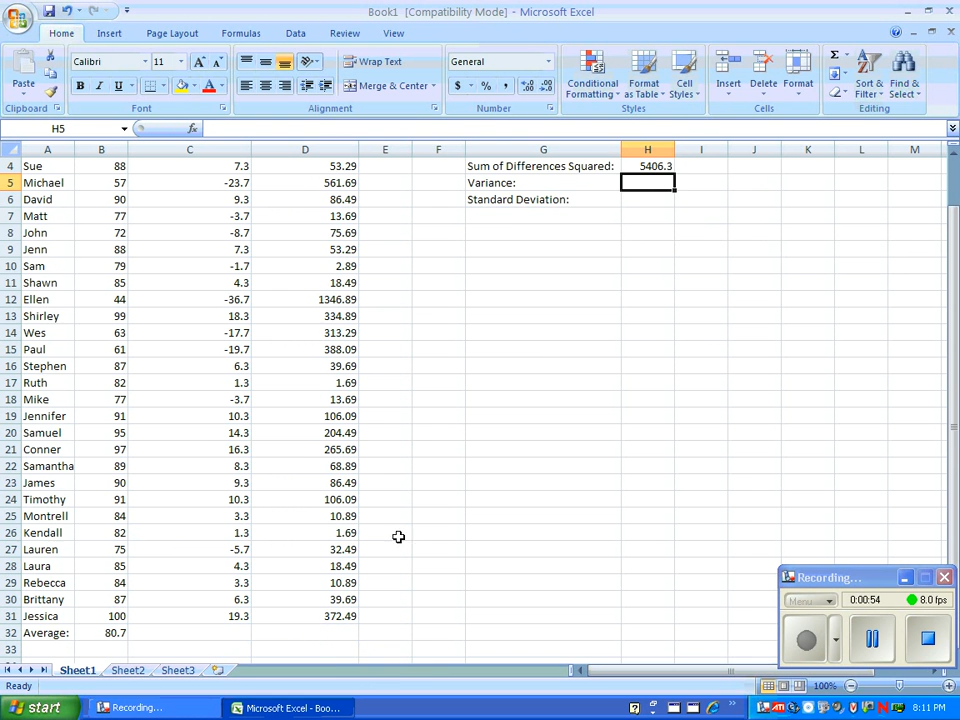 Book1 [Compatibility Mode] - Microsoft Excel
Home Insert Page Layout Formulas Data Review View
Paste Calibri 11 Wrap Text General Conditional Formatting Format as Table Cell Styles Insert Delete Format Sort & Filter Find & Select
B I U A Merge & Center $ % ,
Clipboard Font Alignment Number Styles Cells Editing
H5 fx
A B C D E F G H I J K L M
4 Sue 88 7.3 53.29 Sum of Differences Squared: 5406.3
5 Michael 57 -23.7 561.69 Variance:
6 David 90 9.3 86.49 Standard Deviation:
7 Matt 77 -3.7 13.69
8 John 72 -8.7 75.69
9 Jenn 88 7.3 53.29
10 Sam 79 -1.7 2.89
11 Shawn 85 4.3 18.49
12 Ellen 44 -36.7 1346.89
13 Shirley 99 18.3 334.89
14 Wes 63 -17.7 313.29
15 Paul 61 -19.7 388.09
16 Stephen 87 6.3 39.69
17 Ruth 82 1.3 1.69
18 Mike 77 -3.7 13.69
19 Jennifer 91 10.3 106.09
20 Samuel 95 14.3 204.49
21 Conner 97 16.3 265.69
22 Samantha 89 8.3 68.89
23 James 90 9.3 86.49
24 Timothy 91 10.3 106.09
25 Montrell 84 3.3 10.89
26 Kendall 82 1.3 1.69
27 Lauren 75 -5.7 32.49
28 Laura 85 4.3 18.49
29 Rebecca 84 3.3 10.89
30 Brittany 87 6.3 39.69
31 Jessica 100 19.3 372.49
32 Average: 80.7
33
Recording...
Menu 0:00:54 8.0 fps
Sheet1 Sheet2 Sheet3
Ready 100%
start Recording... Microsoft Excel - Boo... 8:11 PM